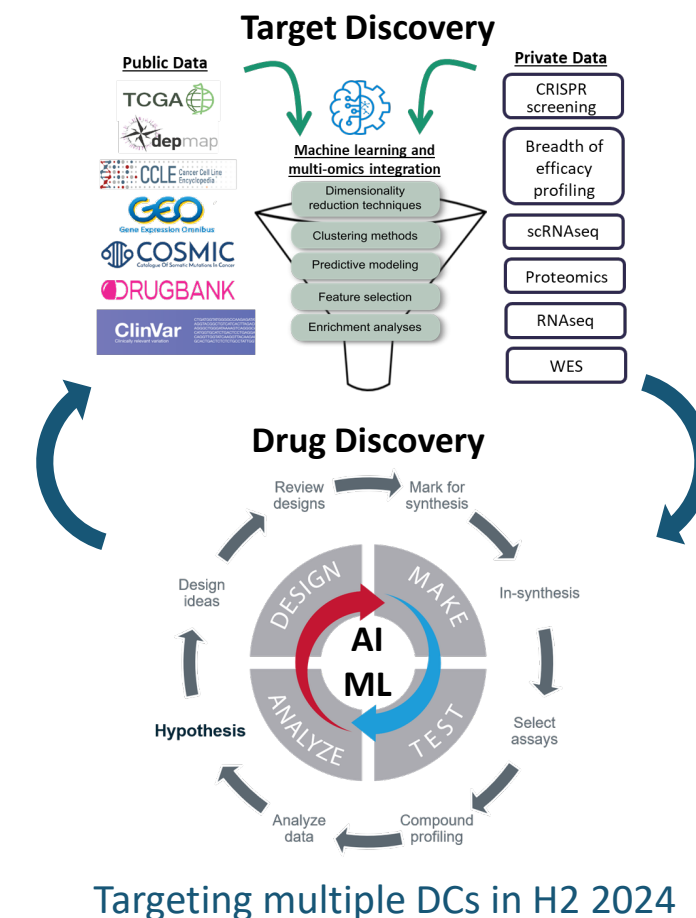 Target Discovery
Public Data
TCGA
depmap
CCLE Cancer Cell Line
Encyclopedia
GEO
Gene Expression Omnibus
COSMIC
Catalogue Of Somatic Mutations In Cancer
DRUGBANK
ClinVar
Clinically relevant variation
Machine learning and
multi-omics integration
Dimensionality
reduction techniques
Clustering methods
Predictive modeling
Feature selection
Enrichment analyses
Private Data
CRISPR
screening
Breadth of
efficacy
profiling
scRNAseq
Proteomics
RNAseq
WES
Drug Discovery
Review
designs
Mark for
synthesis
Design
ideas
In-synthesis
DESIGN
MAKE
AI
ML
ANALYZE
TEST
Hypothesis
Select
assays
Analyze
data
Compound
profiling
Targeting multiple DCs in H2 2024